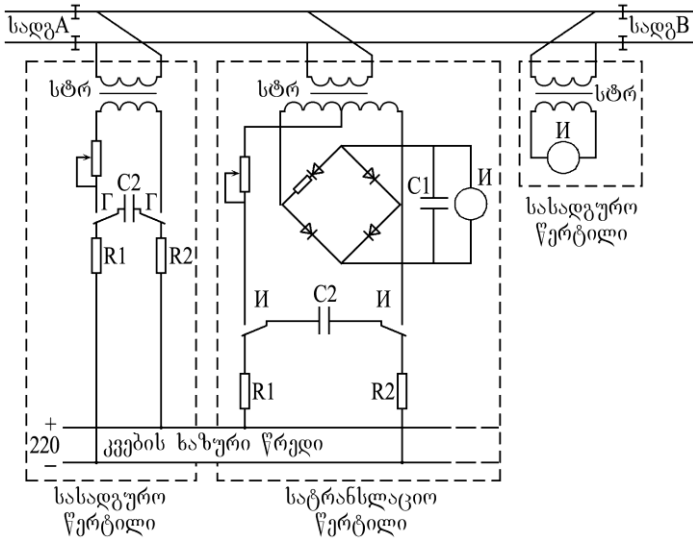 სადგA
სადგB
სტრ
სტრ
სტრ
И
C2
Г Г
R1
R2
C1
И
სასადგურო
წერტილი
И
C2
И
R1
R2
+
220
−
კვების ხაზური წრედი
სასადგურო
წერტილი
სატრანსლაციო
წერტილი